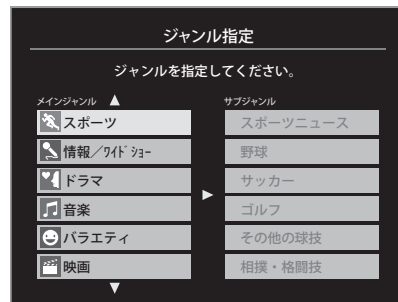 ジャンル指定
ジャンルを指定してください。
メインジャンル
スポーツ
情報／ﾜｲﾄﾞｼｮｰ
ドラマ
音楽
バラエティ
映画
サブジャンル
スポーツニュース
野球
サッカー
ゴルフ
その他の球技
相撲・格闘技